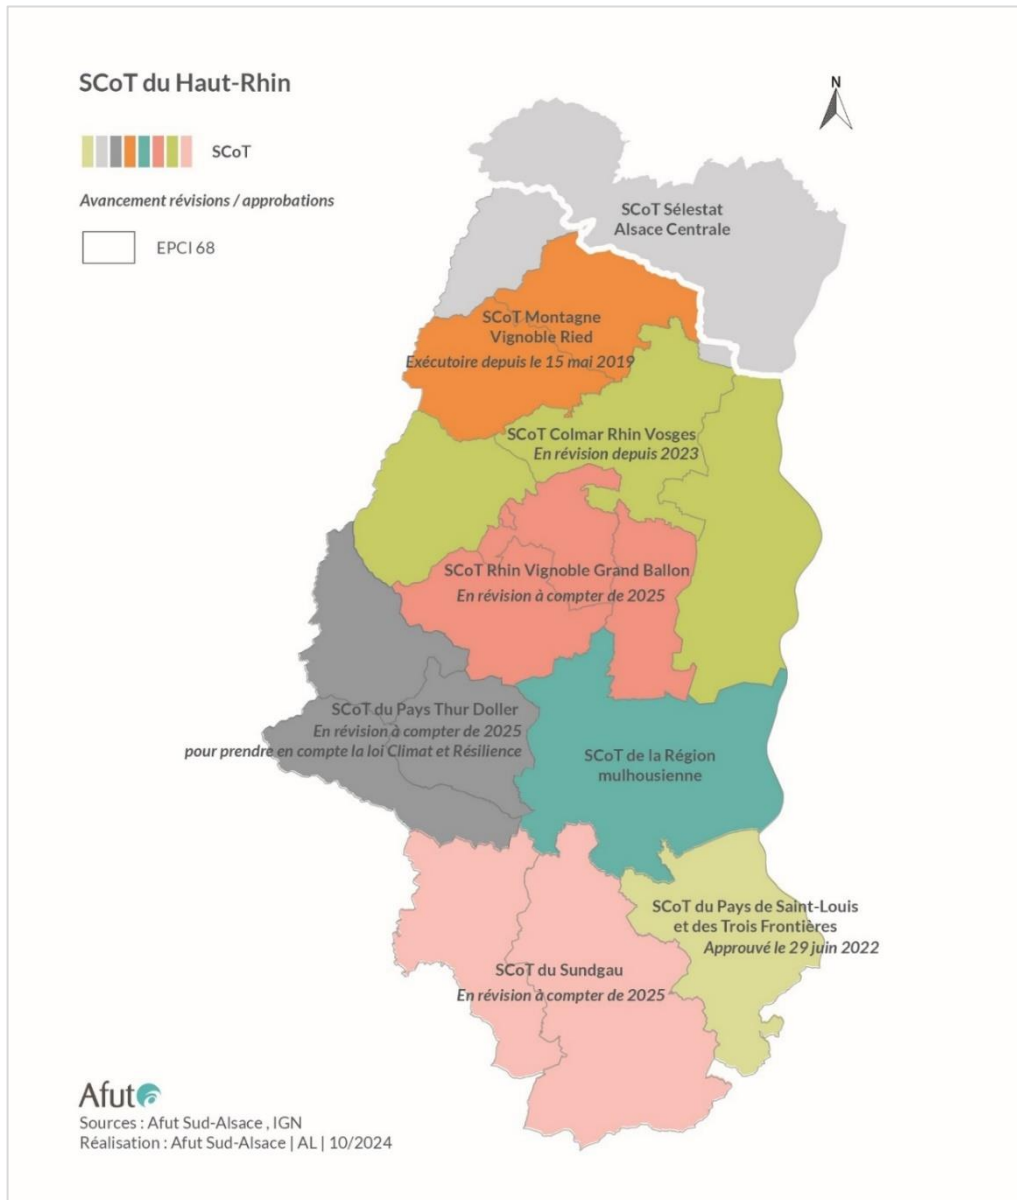 SCoT du Haut-Rhin
SCoT
Avancement révisions / approbations
EPCI 68
N
SCoT Sélestat
Alsace Centrale
SCoT Montagne
Vignoble Ried
Exécutoire depuis le 15 mai 2019
SCoT Colmar Rhin Vosges
En révision depuis 2023
SCoT Rhin Vignoble Grand Ballon
En révision à compter de 2025
SCoT du Pays Thur Doller
En révision à compter de 2025
pour prendre en compte la loi Climat et Résilience
SCoT de la Région
mulhousienne
SCoT du Pays de Saint-Louis
et des Trois Frontières
Approuvé le 29 juin 2022
SCoT du Sundgau
En révision à compter de 2025
Afut
Sources : Afut Sud-Alsace , IGN
Réalisation : Afut Sud-Alsace | AL | 10/2024